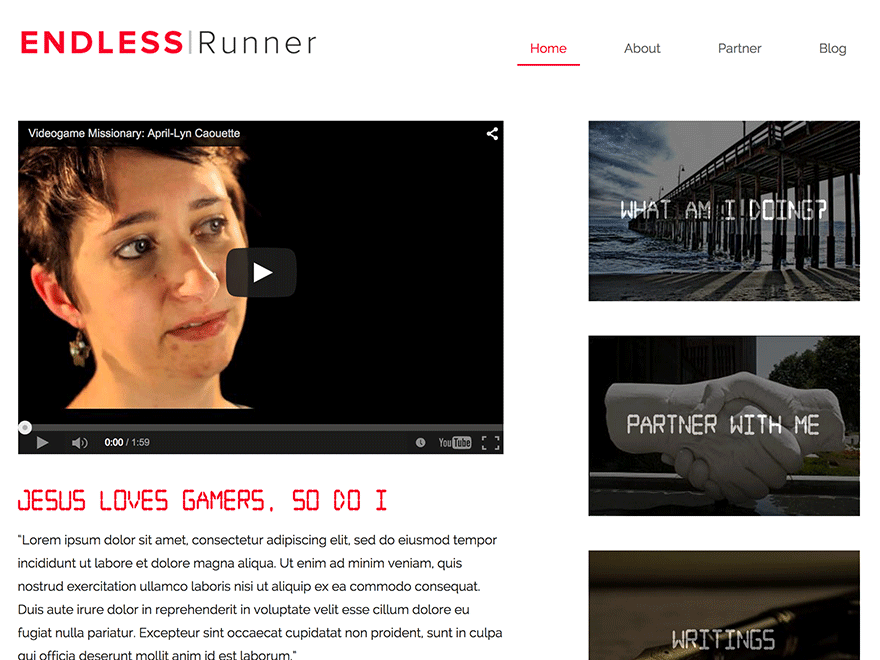 ENDLESS|Runner
Home
About
Partner
Blog
Videogame Missionary: April-Lyn Caouette
0:00 / 1:59
YouTube
JESUS LOVES GAMERS, SO DO I
"Lorem ipsum dolor sit amet, consectetur adipiscing elit, sed do eiusmod tempor
incididunt ut labore et dolore magna aliqua. Ut enim ad minim veniam, quis
nostrud exercitation ullamco laboris nisi ut aliquip ex ea commodo consequat.
Duis aute irure dolor in reprehenderit in voluptate velit esse cillum dolore eu
fugiat nulla pariatur. Excepteur sint occaecat cupidatat non proident, sunt in culpa
qui officia deserunt mollit anim id est laborum."
WHAT AM I DOING?
PARTNER WITH ME
WRITINGS